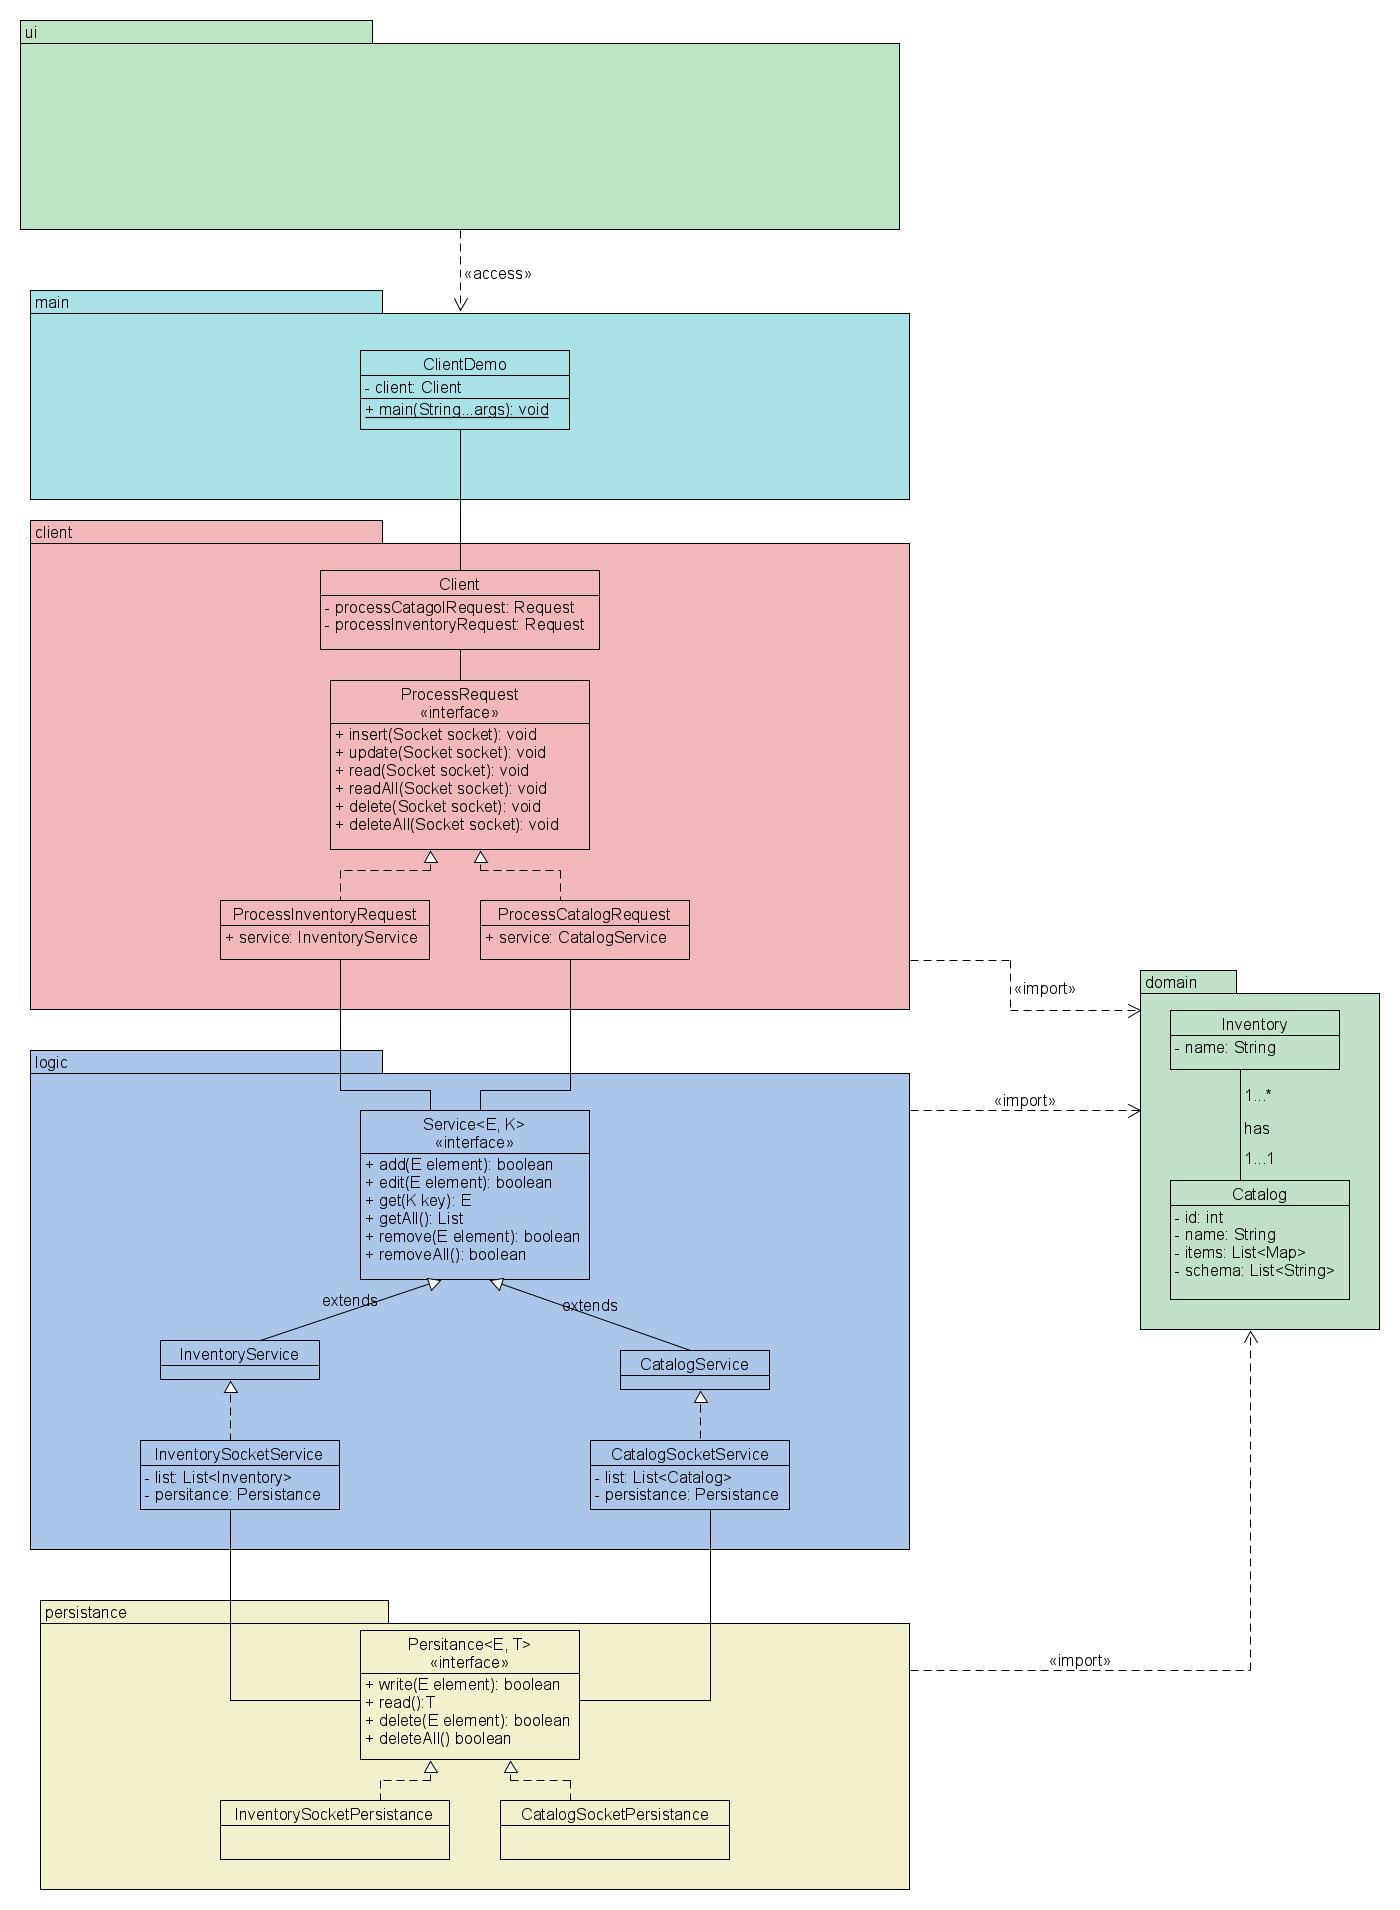 ui
«access»
main
ClientDemo
- client: Client
+ main(String...args): void
client
Client
- processCatagolRequest: Request
- processInventoryRequest: Request
ProcessRequest
«interface»
+ insert(Socket socket): void
+ update(Socket socket): void
+ read(Socket socket): void
+ readAll(Socket socket): void
+ delete(Socket socket): void
+ deleteAll(Socket socket): void
ProcessInventoryRequest
+ service: InventoryService
ProcessCatalogRequest
+ service: CatalogService
«import»
domain
Inventory
- name: String
1...*
has
1...1
Catalog
- id: int
- name: String
- items: List<Map>
- schema: List<String>
logic
«import»
Service<E, K>
«interface»
+ add(E element): boolean
+ edit(E element): boolean
+ get(K key): E
+ getAll(): List
+ remove(E element): boolean
+ removeAll(): boolean
extends
extends
InventoryService
CatalogService
InventorySocketService
- list: List<Inventory>
- persitance: Persistance
CatalogSocketService
- list: List<Catalog>
- persistance: Persistance
persistance
«import»
Persitance<E, T>
«interface»
+ write(E element): boolean
+ read():T
+ delete(E element): boolean
+ deleteAll() boolean
InventorySocketPersistance
CatalogSocketPersistance